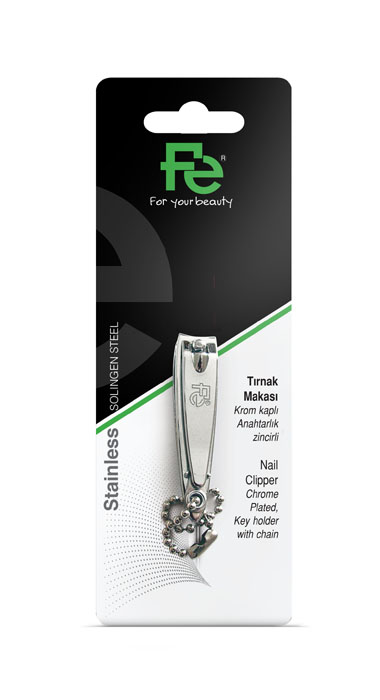 Fe®
For your beauty
Stainless
SOLINGEN STEEL
Fe
Tırnak
Makası
Krom kaplı
Anahtarlık
zincirli
Nail
Clipper
Chrome
Plated,
Key holder
with chain